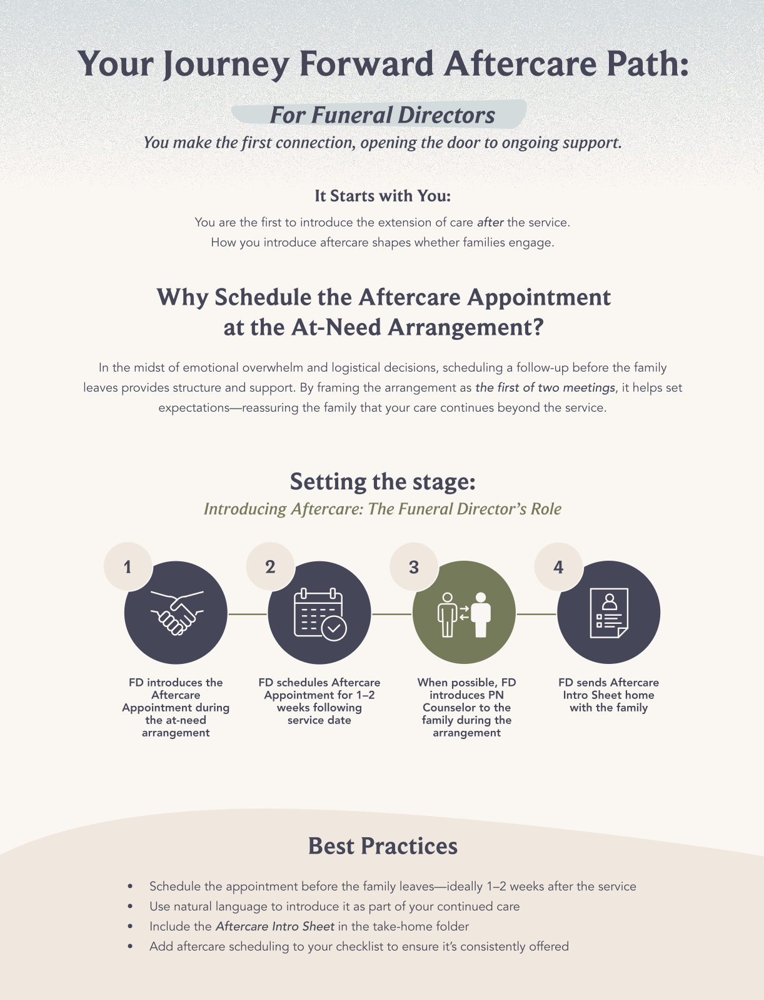 Your Journey Forward Aftercare Path:
For Funeral Directors
You make the first connection, opening the door to ongoing support.
It Starts with You:
You are the first to introduce the extension of care after the service.
How you introduce aftercare shapes whether families engage.
Why Schedule the Aftercare Appointment
at the At-Need Arrangement?
In the midst of emotional overwhelm and logistical decisions, scheduling a follow-up before the family
leaves provides structure and support. By framing the arrangement as the first of two meetings, it helps set
expectations—reassuring the family that your care continues beyond the service.
Setting the stage:
Introducing Aftercare: The Funeral Director’s Role
1
FD introduces the
Aftercare
Appointment during
the at-need
arrangement
2
FD schedules Aftercare
Appointment for 1–2
weeks following
service date
3
When possible, FD
introduces PN
Counselor to the
family during the
arrangement
4
FD sends Aftercare
Intro Sheet home
with the family
Best Practices
• Schedule the appointment before the family leaves—ideally 1–2 weeks after the service
• Use natural language to introduce it as part of your continued care
• Include the Aftercare Intro Sheet in the take-home folder
• Add aftercare scheduling to your checklist to ensure it’s consistently offered